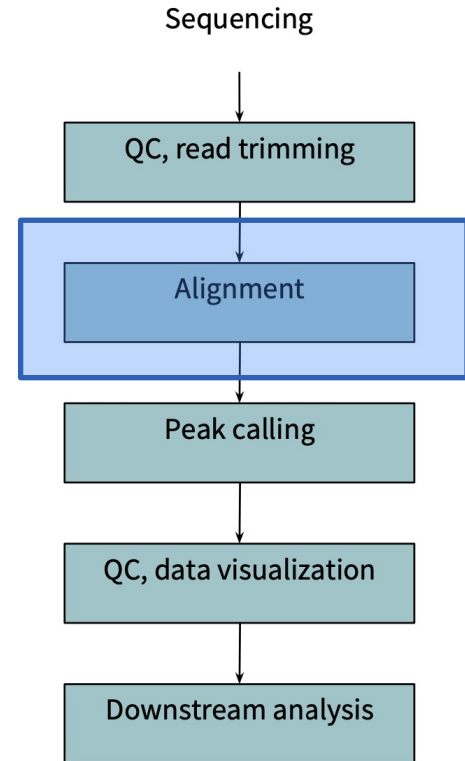 Sequencing
QC, read trimming
Alignment
Peak calling
QC, data visualization
Downstream analysis